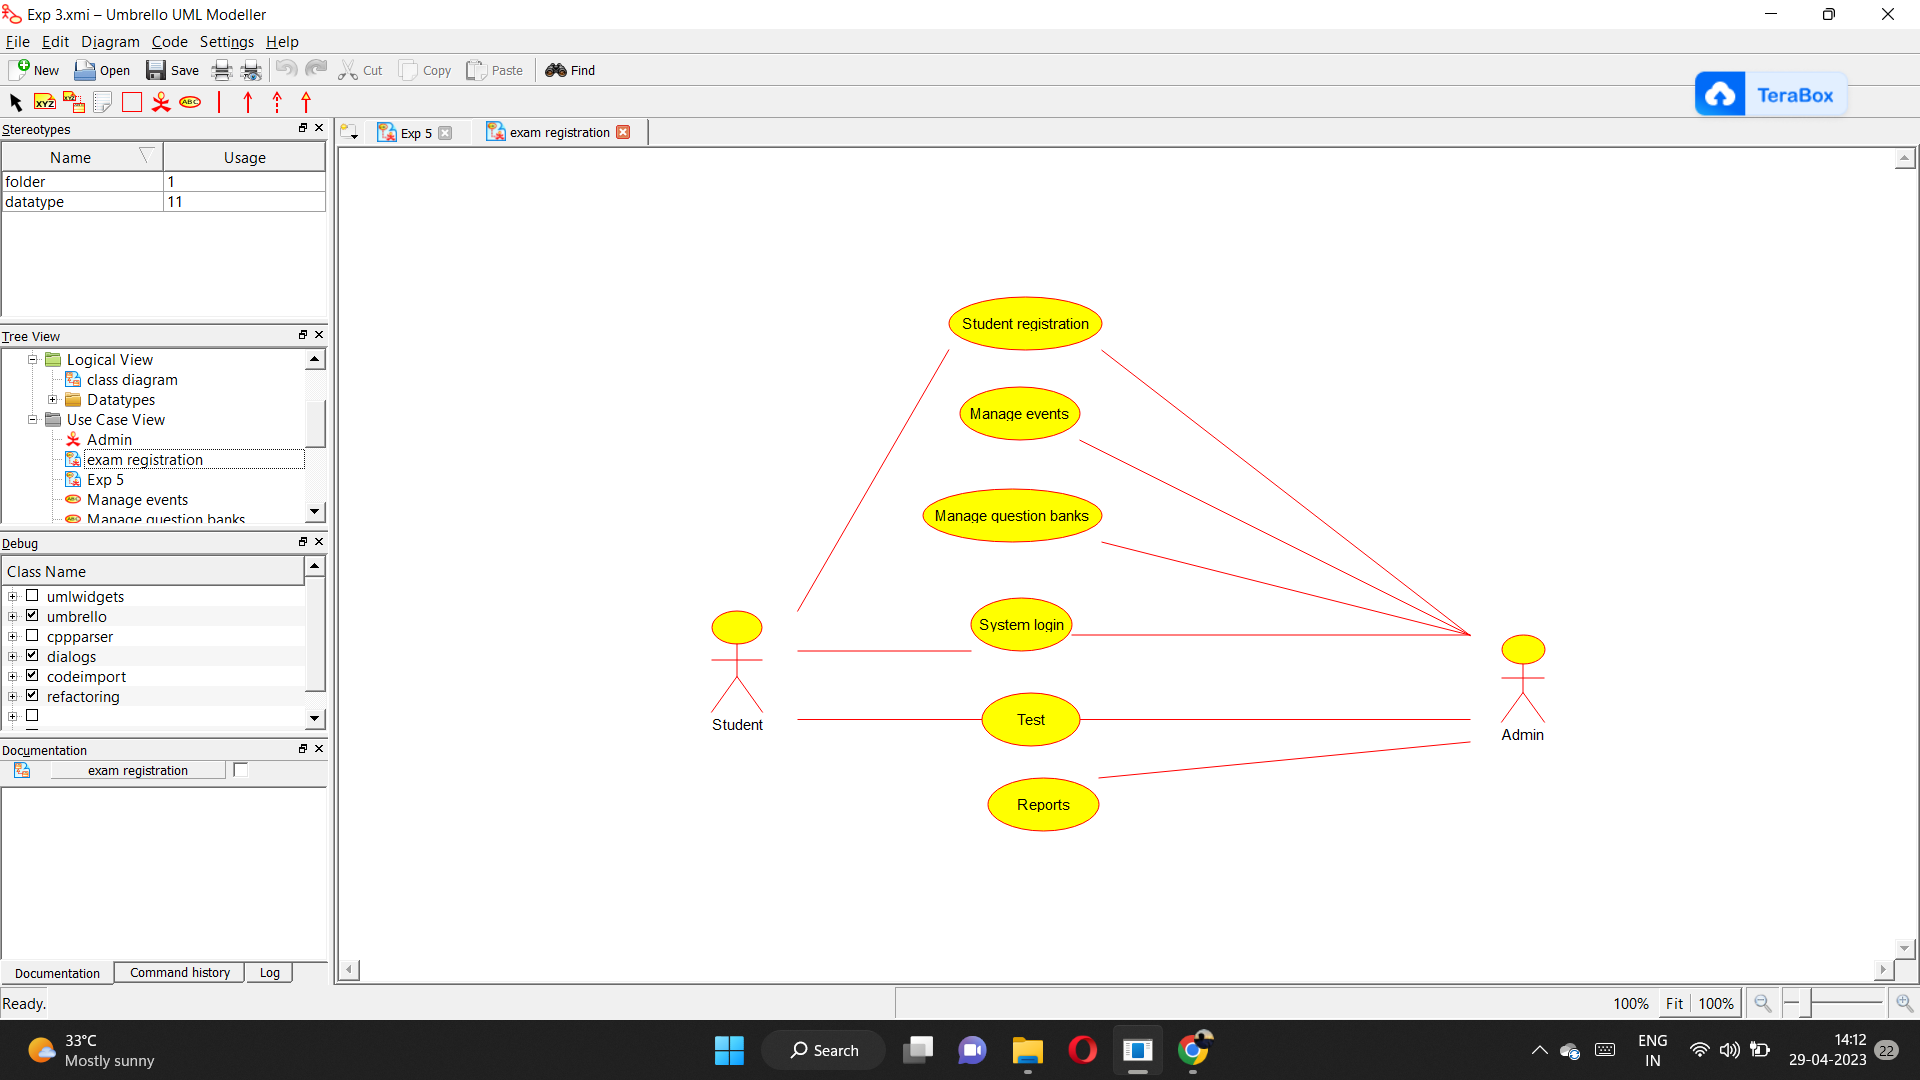 Exp 3.xmi – Umbrello UML Modeller
File Edit Diagram Code Settings Help
New Open Save Cut Copy Paste Find
XYZ XYZ ABC
TeraBox
Stereotypes
Name Usage
folder 1
datatype 11
Tree View
Logical View
class diagram
Datatypes
Use Case View
Admin
exam registration
Exp 5
Manage events
Manage question banks
Debug
Class Name
umlwidgets
umbrello
cppparser
dialogs
codeimport
refactoring
Documentation
exam registration
Documentation Command history Log
Ready.
Exp 5 exam registration
Student registration
Manage events
Manage question banks
System login
Test
Reports
Student
Admin
100% Fit 100%
33°C
Mostly sunny
Search
ENG
IN
14:12
29-04-2023
22